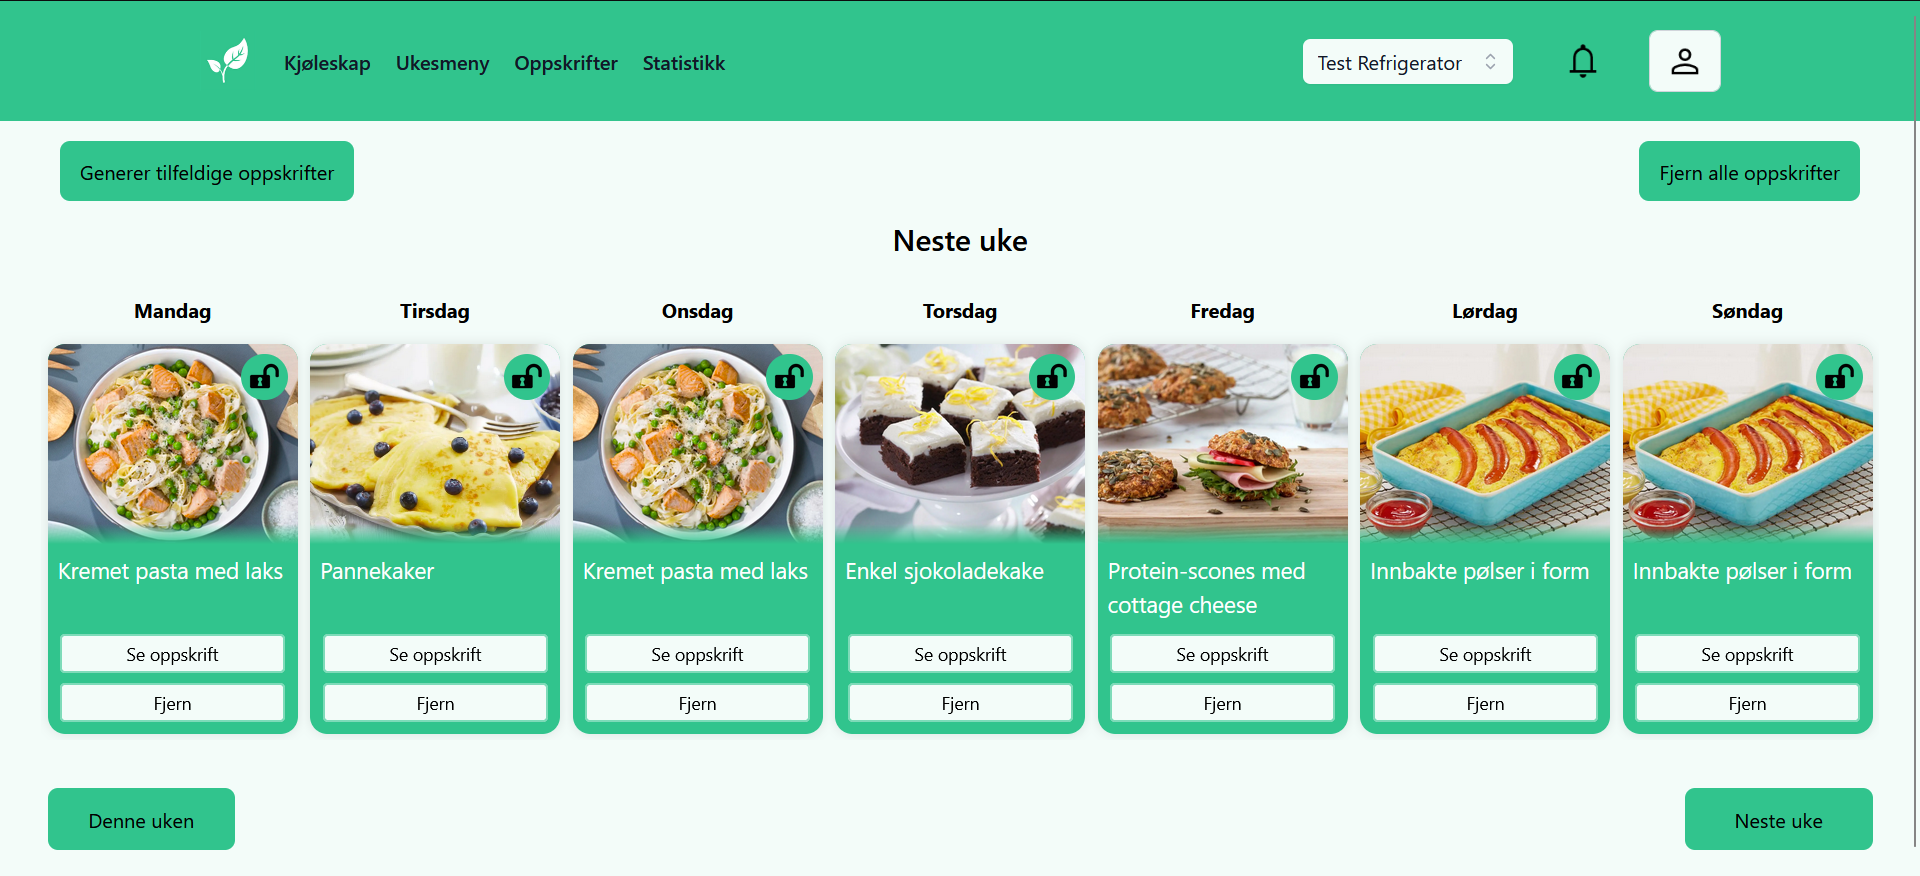 Kjøleskap Ukesmeny Oppskrifter Statistikk Test Refrigerator
Generer tilfeldige oppskrifter Fjern alle oppskrifter
Neste uke
Mandag Tirsdag Onsdag Torsdag Fredag Lørdag Søndag
Kremet pasta med laks
Se oppskrift
Fjern
Pannekaker
Se oppskrift
Fjern
Kremet pasta med laks
Se oppskrift
Fjern
Enkel sjokoladekake
Se oppskrift
Fjern
Protein-scones med
cottage cheese
Se oppskrift
Fjern
Innbakte pølser i form
Se oppskrift
Fjern
Innbakte pølser i form
Se oppskrift
Fjern
Denne uken Neste uke